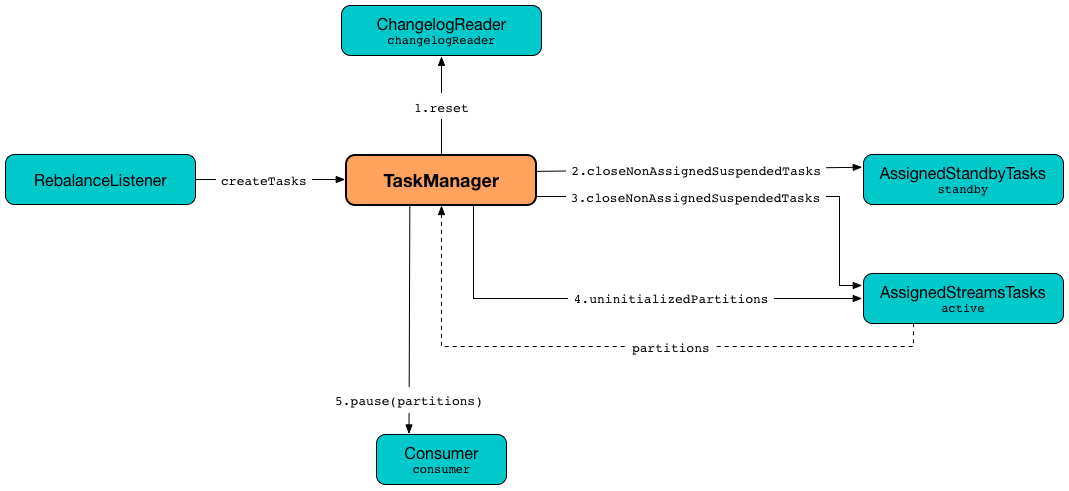 ChangelogReader
changelogReader
1.reset
RebalanceListener
createTasks
TaskManager
2.closeNonAssignedSuspendedTasks
AssignedStandbyTasks
standby
3.closeNonAssignedSuspendedTasks
AssignedStreamsTasks
active
4.uninitializedPartitions
partitions
5.pause(partitions)
Consumer
consumer